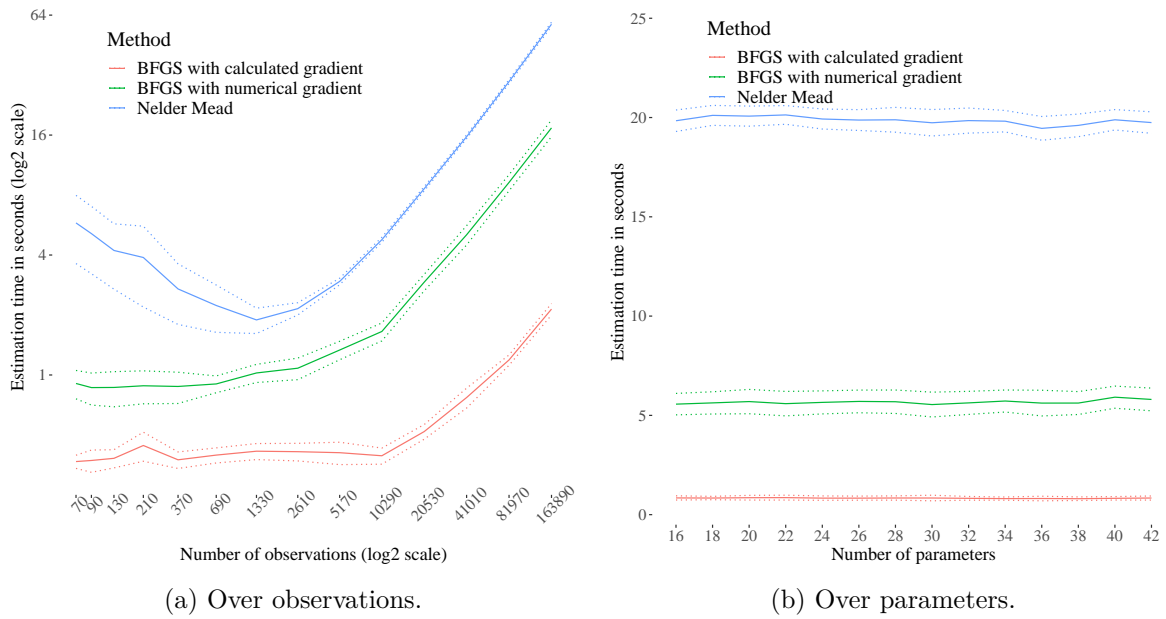 64
16
4
1
Estimation time in seconds (log2 scale)
Method
BFGS with calculated gradient
BFGS with numerical gradient
Nelder Mead
70
90
130
210
370
690
1330
2610
5170
10290
20530
41010
81970
163890
Number of observations (log2 scale)
(a) Over observations.
25
20
15
10
5
0
Estimation time in seconds
Method
BFGS with calculated gradient
BFGS with numerical gradient
Nelder Mead
16 18 20 22 24 26 28 30 32 34 36 38 40 42
Number of parameters
(b) Over parameters.